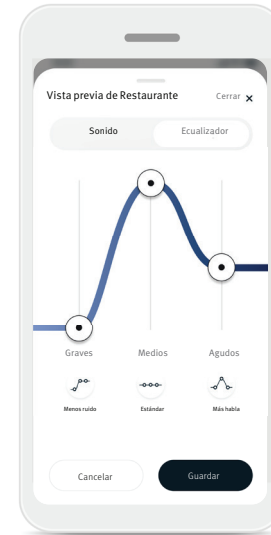 Vista previa de Restaurante Cerrar ×
Sonido Ecualizador
Graves Medios Agudos
Menos ruido Estándar Más habla
Cancelar Guardar